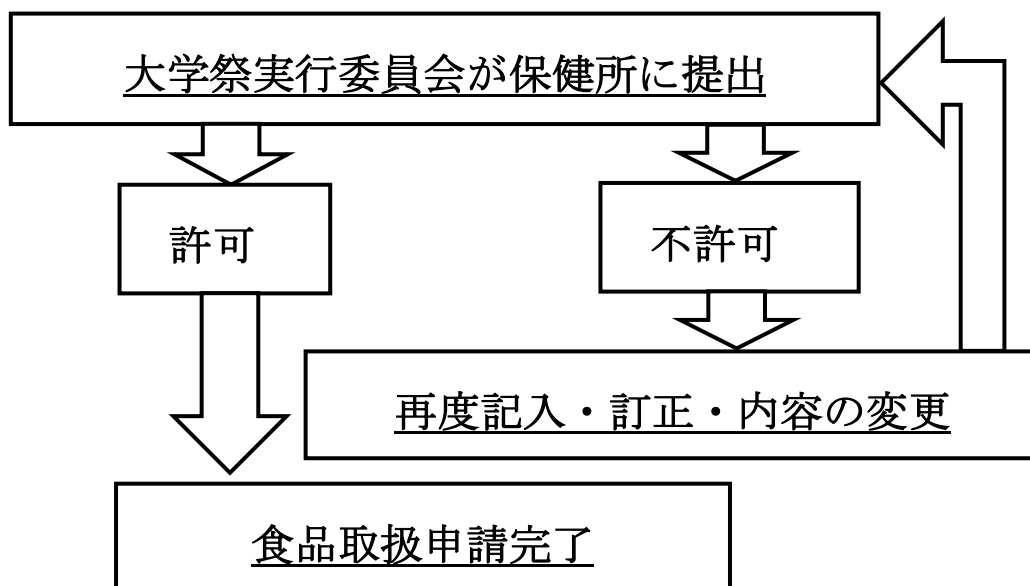 大学祭実行委員会が保健所に提出
許可
不許可
再度記入・訂正・内容の変更
食品取扱申請完了